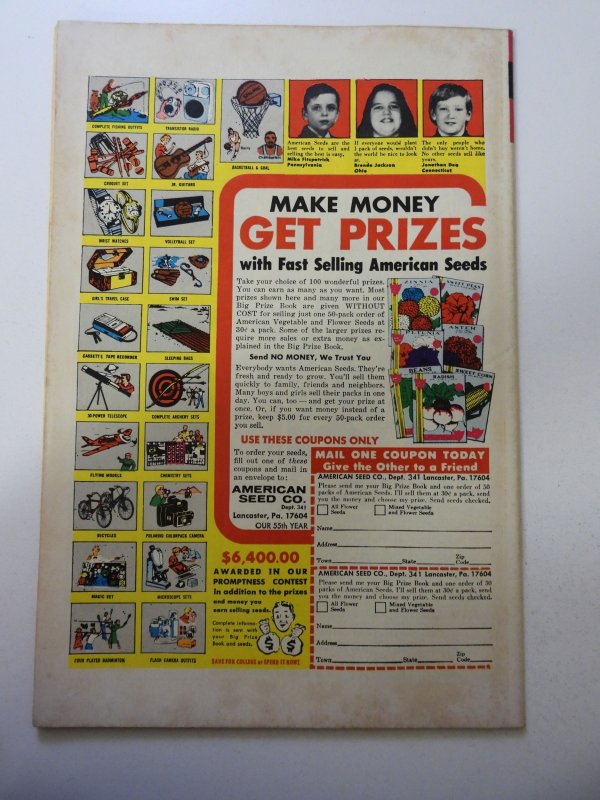 COMPLETE FISHING OUTFITS
TRANSISTOR RADIO
CROQUET SET
JR. GUITARS
WRIST WATCHES
VOLLEYBALL SET
GIRL'S TRAVEL CASE
SWIM SET
CASSETTE TAPE RECORDER
SLEEPING BAGS
30-POWER TELESCOPE
COMPLETE ARCHERY SETS
FLYING MODELS
CHEMISTRY SETS
BICYCLES
POLAROID COLORPACK CAMERA
MAGIC SET
MICROSCOPE SETS
FOUR PLAYER BADMINTON
FLASH CAMERA OUTFITS
BASKETBALL & GOAL
American Seeds are the
best seeds to sell and
selling the best is easy.
Mike Fitzpatrick
Pennsylvania
If everyone would plant
1 pack of seeds, wouldn't
the world be nice to look
at.
Brenda Jackson
Ohio
The only people who
didn't buy weren't home.
No other seeds sell like
yours.
Jonathan Dag
Connecticut
MAKE MONEY
GET PRIZES
with Fast Selling American Seeds
Take your choice of 100 wonderful prizes.
You can earn as many as you want. Most
prizes shown here and many more in our
Big Prize Book are given WITHOUT
COST for selling just one 50-pack order of
American Vegetable and Flower Seeds at
30¢ a pack. Some of the larger prizes re-
quire more sales or extra money as ex-
plained in the Big Prize Book.
Send NO MONEY, We Trust You
Everybody wants American Seeds. They're
fresh and ready to grow. You'll sell them
quickly to family, friends and neighbors.
Many boys and girls sell their packs in one
day. You can, too — and get your prize at
once. Or, if you want money instead of a
prize, keep $5.00 for every 50-pack order
you sell.
ZINNIA
SWEET PEAS
PETUNIA
ASTER
BEANS
RADISH
SWEET CORN
USE THESE COUPONS ONLY
To order your seeds,
fill out one of these
coupons and mail in
an envelope to:
AMERICAN
SEED CO.
Dept. 341
Lancaster, Pa. 17604
OUR 55th YEAR
$6,400.00
AWARDED IN OUR
PROMPTNESS CONTEST
In addition to the prizes
and money you
earn selling seeds.
Complete informa-
tion is sent with
your Big Prize
Book and seeds.
$ $
SAVE FOR COLLEGE or SPEND IT NOW!
MAIL ONE COUPON TODAY
Give the Other to a Friend
AMERICAN SEED CO., Dept. 341 Lancaster, Pa. 17604
Please send me your Big Prize Book and one order of 50
packs of American Seeds. I'll sell them at 30¢ a pack, send
you the money and choose my prize. Send seeds checked.
All Flower Seeds
Mixed Vegetable and Flower Seeds
Name
Address
Town State Zip Code
AMERICAN SEED CO., Dept. 341 Lancaster, Pa. 17604
Please send me your Big Prize Book and one order of 50
packs of American Seeds. I'll sell them at 30¢ a pack, send
you the money and choose my prize. Send seeds checked.
All Flower Seeds
Mixed Vegetable and Flower Seeds
Name
Address
Town State Zip Code